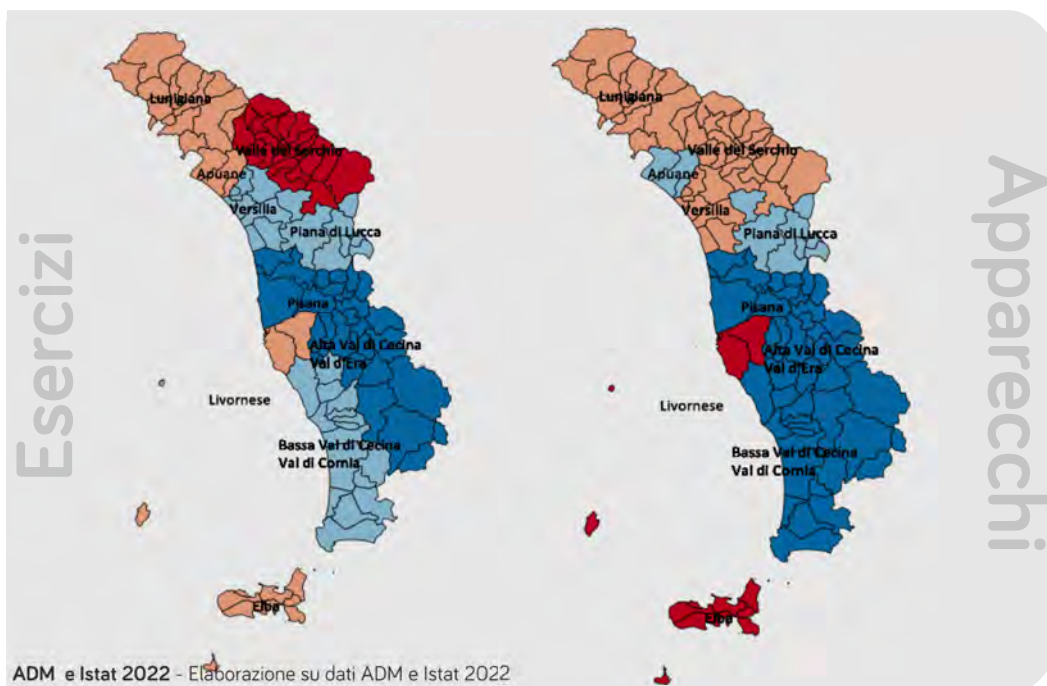 Esercizi
Lunigiana
Valle del Serchio
Apuane
Versilia
Piana di Lucca
Pisana
Alta Val di Cecina
Val d'Era
Livornese
Bassa Val di Cecina
Val di Cornia
Elba
Apparecchi
Lunigiana
Valle del Serchio
Apuane
Versilia
Piana di Lucca
Pisana
Alta Val di Cecina
Val d'Era
Livornese
Bassa Val di Cecina
Val di Cornia
Elba
ADM e Istat 2022 - Elaborazione su dati ADM e Istat 2022